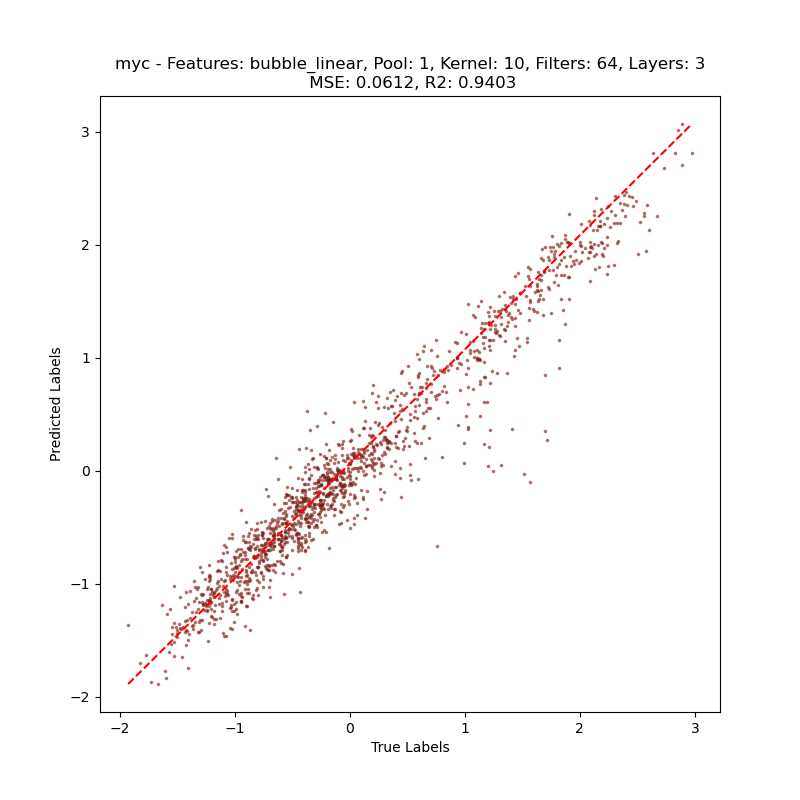 myc - Features: bubble_linear, Pool: 1, Kernel: 10, Filters: 64, Layers: 3
MSE: 0.0612, R2: 0.9403
3
2
1
0
−1
−2
Predicted Labels
−2 −1 0 1 2 3
True Labels